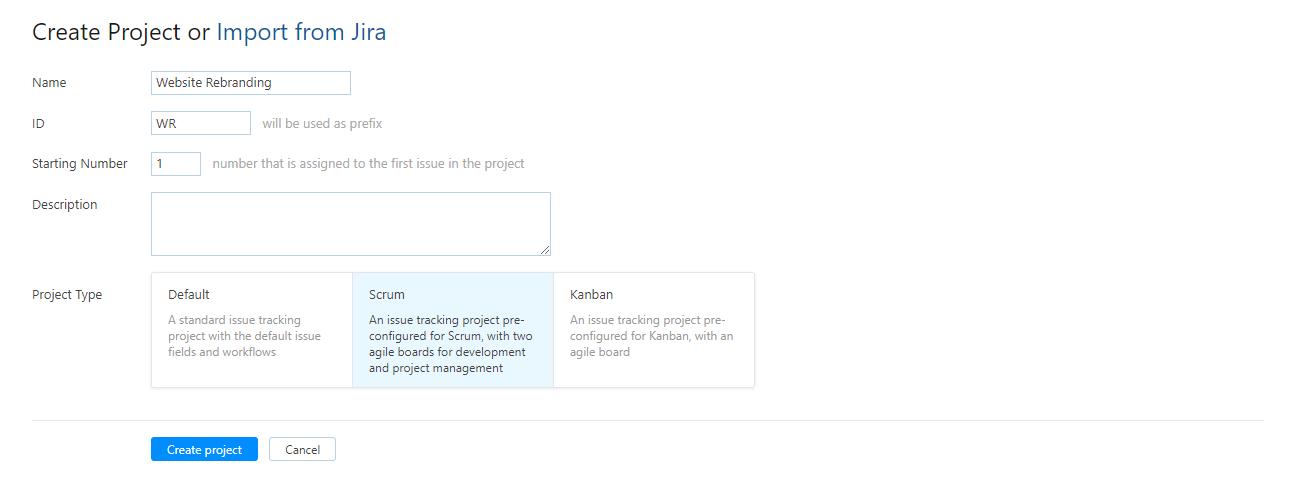 Create Project or Import from Jira
Name
Website Rebranding
ID
WR
will be used as prefix
Starting Number
1
number that is assigned to the first issue in the project
Description
Project Type
Default
A standard issue tracking
project with the default issue
fields and workflows
Scrum
An issue tracking project pre-
configured for Scrum, with two
agile boards for development
and project management
Kanban
An issue tracking project pre-
configured for Kanban, with an
agile board
Create project
Cancel